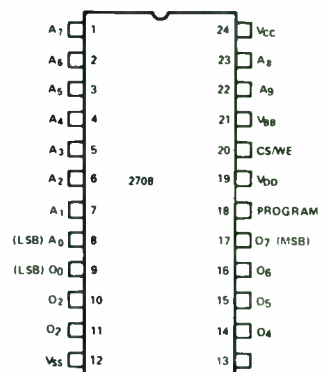 A7 1 24 VCC
A6 2 23 A8
A5 3 22 A9
A4 4 21 VBB
A3 5 20 CS/WE
A2 6 2708 19 VDD
A1 7 18 PROGRAM
(LSB) A0 8 17 O7 (MSB)
(LSB) O0 9 16 O6
O2 10 15 O5
O2 11 14 O4
VSS 12 13